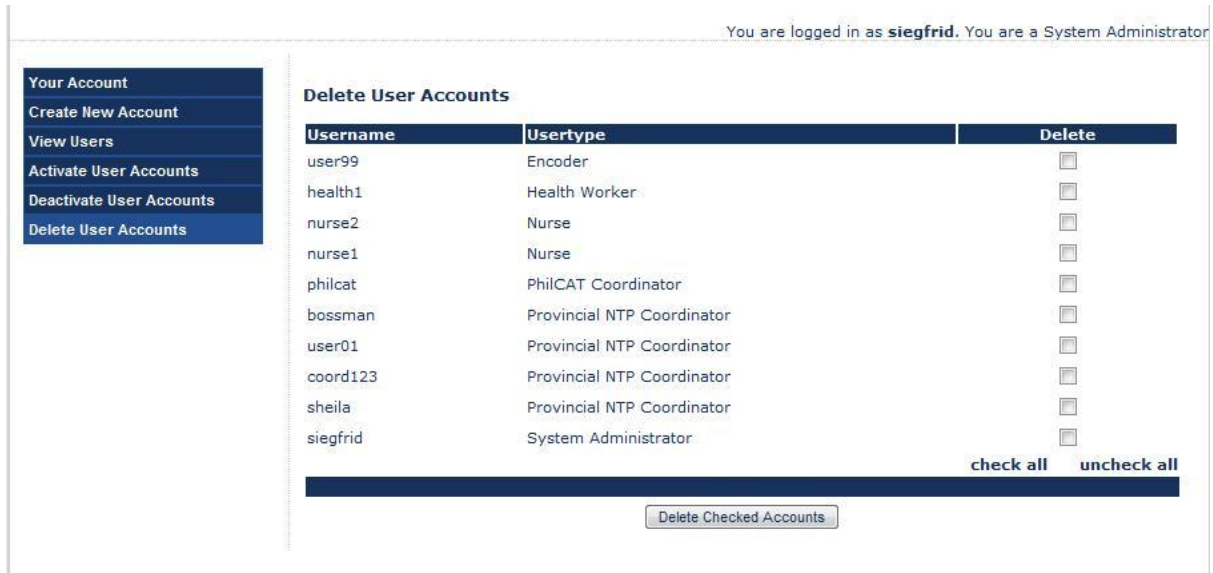 You are logged in as siegfrid. You are a System Administrator
Your Account
Create New Account
View Users
Activate User Accounts
Deactivate User Accounts
Delete User Accounts
Delete User Accounts
Username Usertype Delete
user99 Encoder
health1 Health Worker
nurse2 Nurse
nurse1 Nurse
philcat PhilCAT Coordinator
bossman Provincial NTP Coordinator
user01 Provincial NTP Coordinator
coord123 Provincial NTP Coordinator
sheila Provincial NTP Coordinator
siegfrid System Administrator
check all uncheck all
Delete Checked Accounts